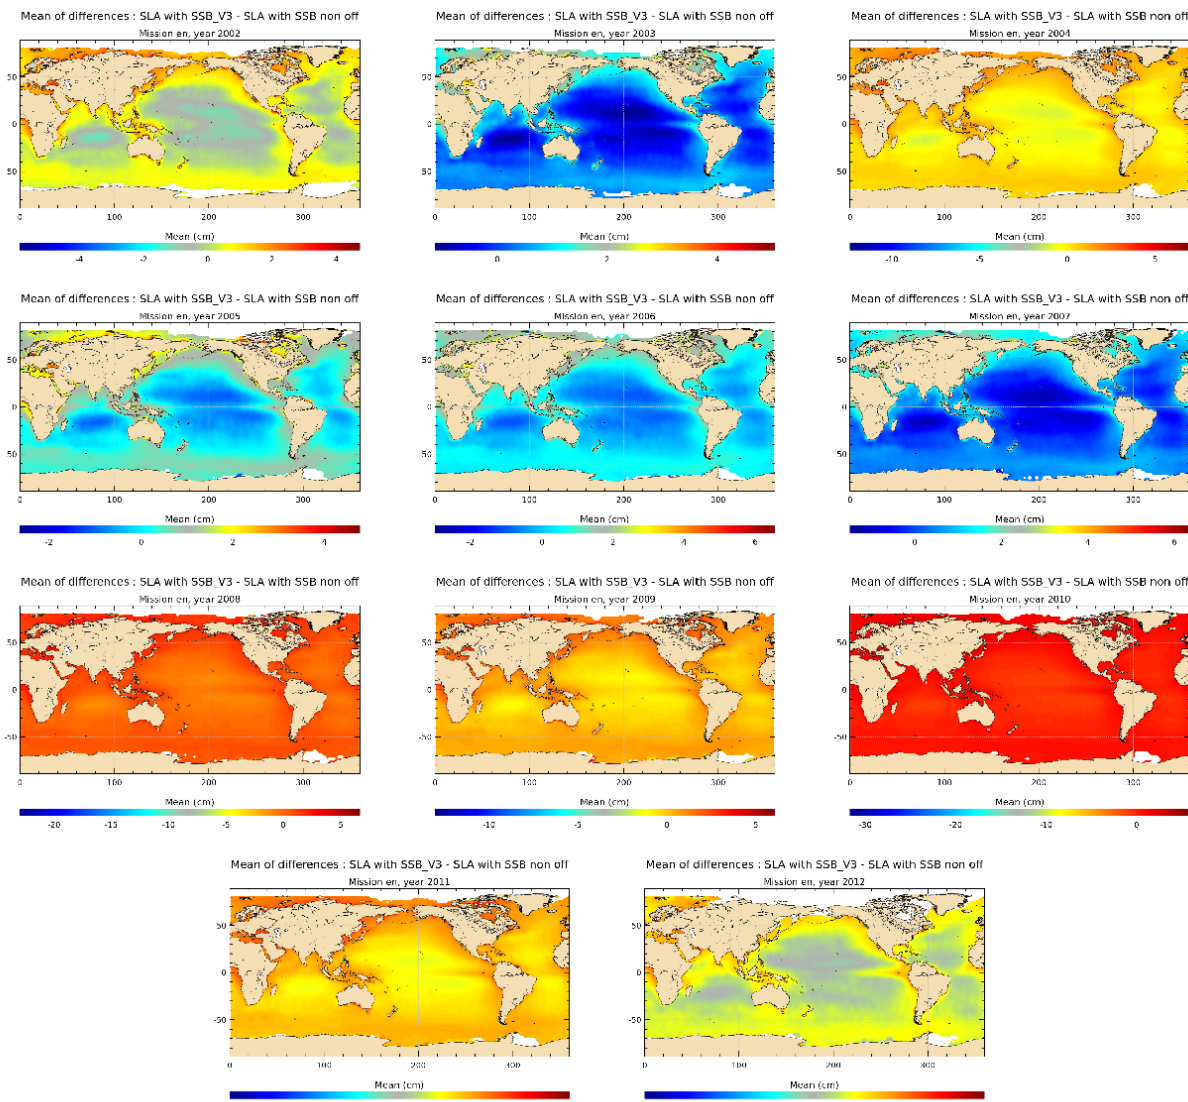 Mean of differences : SLA with SSB_V3 - SLA with SSB non off
Mission en, year 2002
50
0
50
0 100 200 300
Mean (cm)
-4 -2 0 2 4
Mean of differences : SLA with SSB_V3 - SLA with SSB non off
Mission en, year 2003
50
0
50
0 100 200 300
Mean (cm)
0 2 4
Mean of differences : SLA with SSB_V3 - SLA with SSB non off
Mission en, year 2004
50
0
50
0 100 200 300
Mean (cm)
-10 -5 0 5
Mean of differences : SLA with SSB_V3 - SLA with SSB non off
Mission en, year 2005
50
0
50
0 100 200 300
Mean (cm)
-2 0 2 4
Mean of differences : SLA with SSB_V3 - SLA with SSB non off
Mission en, year 2006
50
0
50
0 100 200 300
Mean (cm)
-2 0 2 4 6
Mean of differences : SLA with SSB_V3 - SLA with SSB non off
Mission en, year 2007
50
0
50
0 100 200 300
Mean (cm)
0 2 4 6
Mean of differences : SLA with SSB_V3 - SLA with SSB non off
Mission en, year 2008
50
0
-50
0 100 200 300
Mean (cm)
-20 -15 -10 -5 0 5
Mean of differences : SLA with SSB_V3 - SLA with SSB non off
Mission en, year 2009
50
0
-50
0 100 200 300
Mean (cm)
-10 -5 0 5
Mean of differences : SLA with SSB_V3 - SLA with SSB non off
Mission en, year 2010
50
0
-50
0 100 200 300
Mean (cm)
-30 -20 -10 0
Mean of differences : SLA with SSB_V3 - SLA with SSB non off
Mission en, year 2011
50
0
-50
0 200 400
Mean (cm)
Mean of differences : SLA with SSB_V3 - SLA with SSB non off
Mission en, year 2012
50
0
-50
0 100 200 300
Mean (cm)